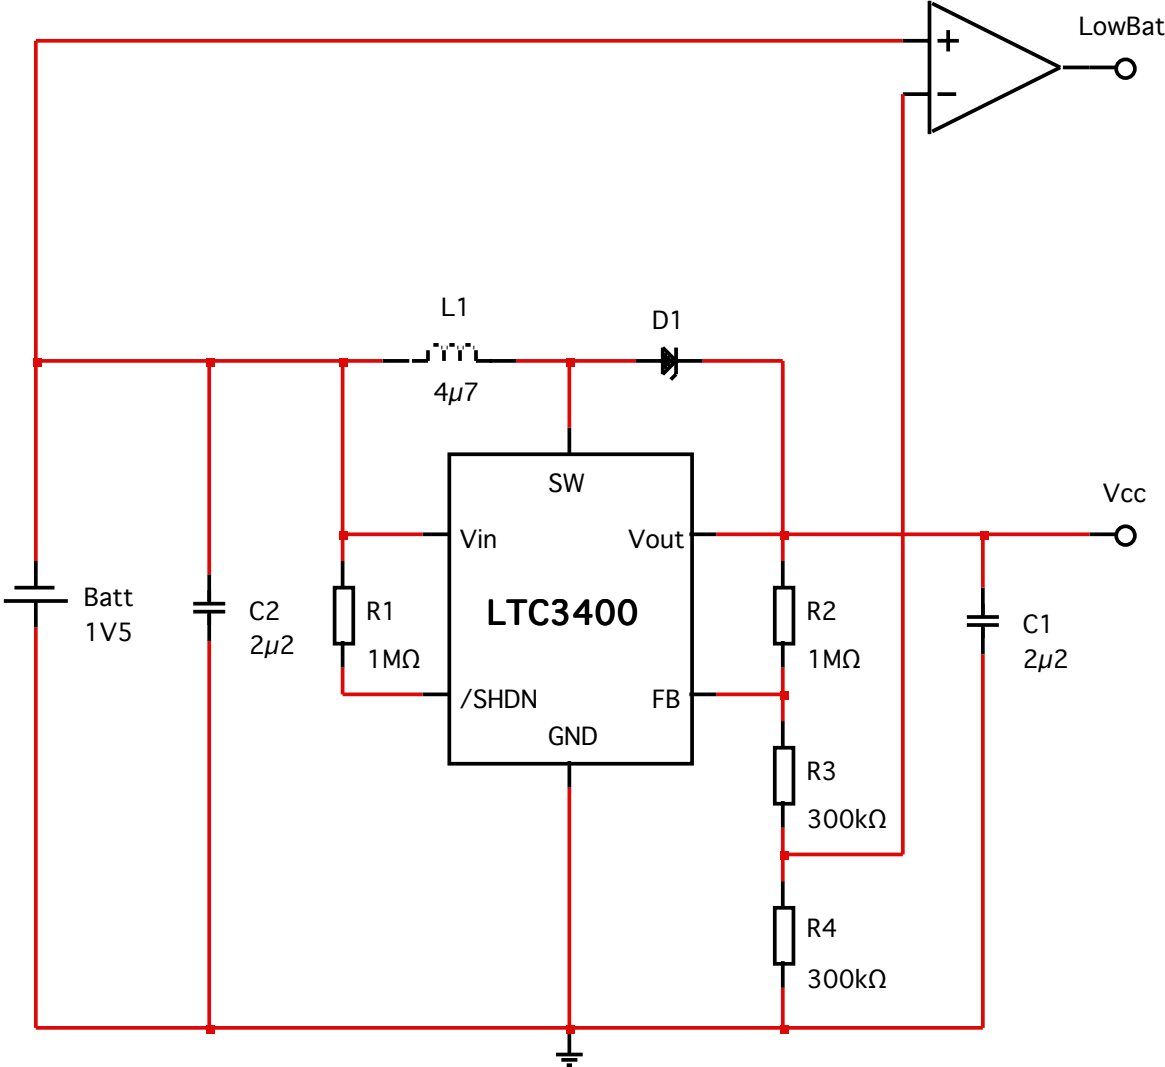 LowBat
+
−
L1
4µ7
D1
SW
Vcc
Vin
Vout
Batt
1V5
C2
2µ2
R1
1MΩ
LTC3400
R2
1MΩ
C1
2µ2
/SHDN
FB
GND
R3
300kΩ
R4
300kΩ